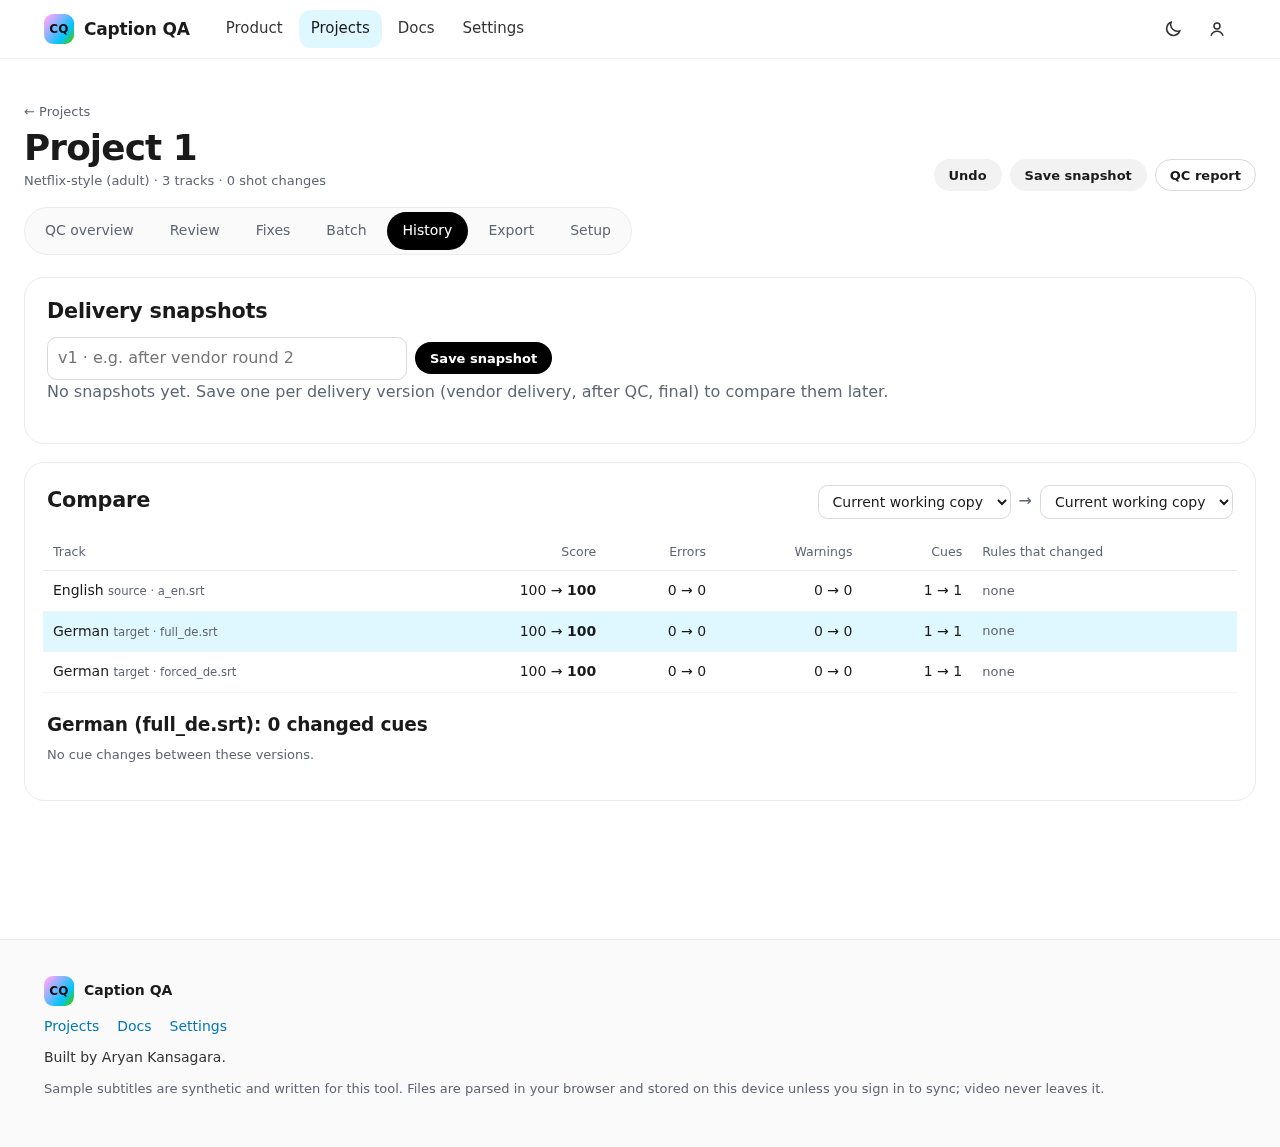 CQ Caption QA Product Projects Docs Settings
← Projects
Project 1
Netflix-style (adult) · 3 tracks · 0 shot changes
Undo Save snapshot QC report
QC overview Review Fixes Batch History Export Setup
Delivery snapshots
v1 · e.g. after vendor round 2 Save snapshot
No snapshots yet. Save one per delivery version (vendor delivery, after QC, final) to compare them later.
Compare Current working copy → Current working copy
Track Score Errors Warnings Cues Rules that changed
English source · a_en.srt 100 → 100 0 → 0 0 → 0 1 → 1 none
German target · full_de.srt 100 → 100 0 → 0 0 → 0 1 → 1 none
German target · forced_de.srt 100 → 100 0 → 0 0 → 0 1 → 1 none
German (full_de.srt): 0 changed cues
No cue changes between these versions.
CQ Caption QA
Projects Docs Settings
Built by Aryan Kansagara.
Sample subtitles are synthetic and written for this tool. Files are parsed in your browser and stored on this device unless you sign in to sync; video never leaves it.